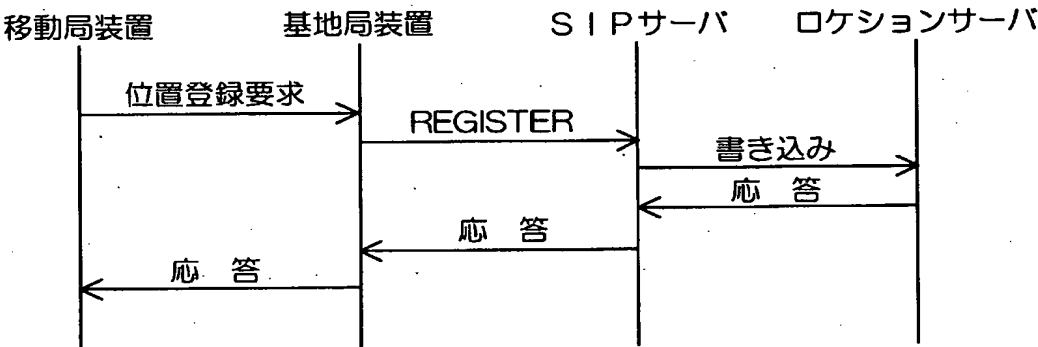 移動局装置 基地局装置 ＳＩＰサーバ ロケションサーバ
位置登録要求
REGISTER
書き込み
応 答
応 答
応 答